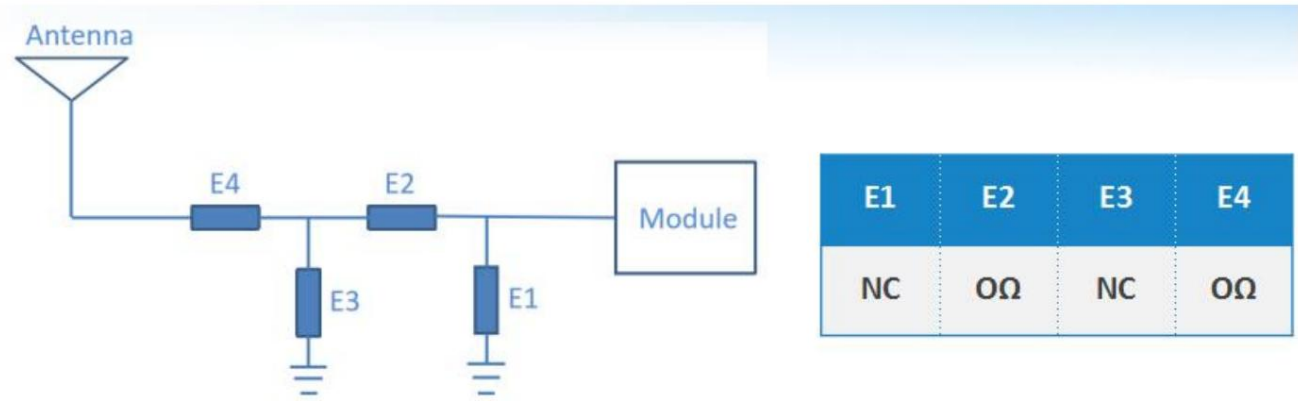 Antenna
E4
E2
Module
E3
E1
E1 E2 E3 E4
NC OΩ NC OΩ